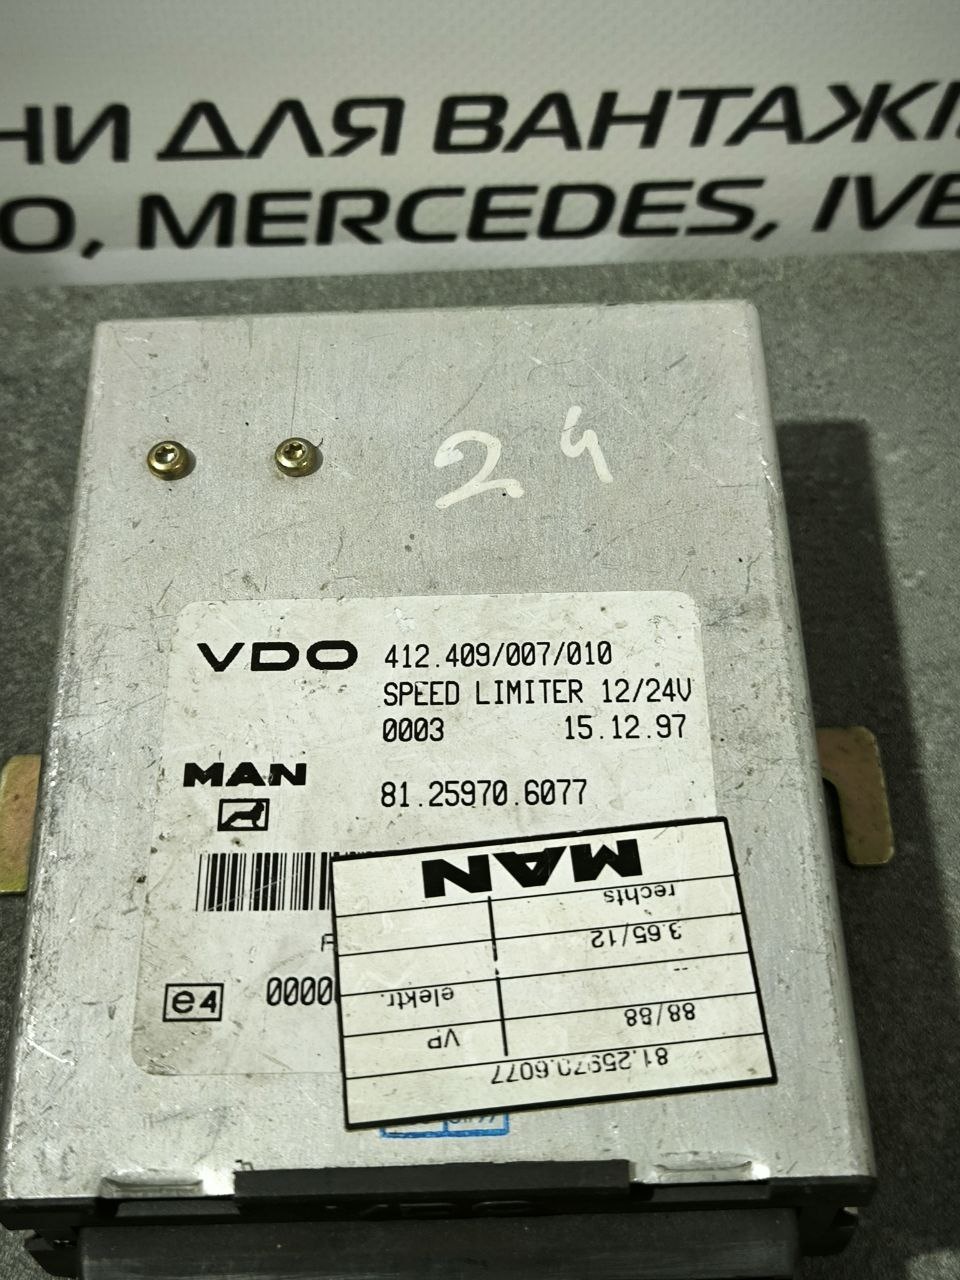 НИ ДЛЯ ВАНТАЖІ
O, MERCEDES, IVE
24
VDO 412.409/007/010
SPEED LIMITER 12/24V
0003 15.12.97
MAN
81.25970.6077
e4 0000
MAN
rechts
3.65/12
--
elektr.
88/88
VP
81.25970.6077